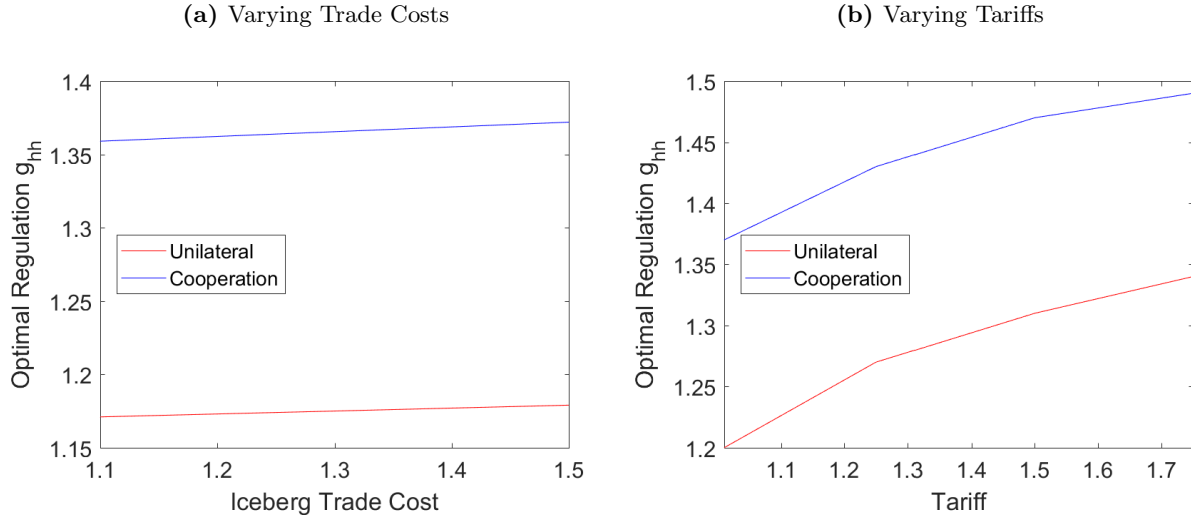 (a) Varying Trade Costs
Optimal Regulation g_hh
1.4
1.35
1.3
1.25
1.2
1.15
Unilateral
Cooperation
1.1 1.2 1.3 1.4 1.5
Iceberg Trade Cost
(b) Varying Tariffs
Optimal Regulation g_hh
1.5
1.45
1.4
1.35
1.3
1.25
1.2
Unilateral
Cooperation
1.1 1.2 1.3 1.4 1.5 1.6 1.7
Tariff